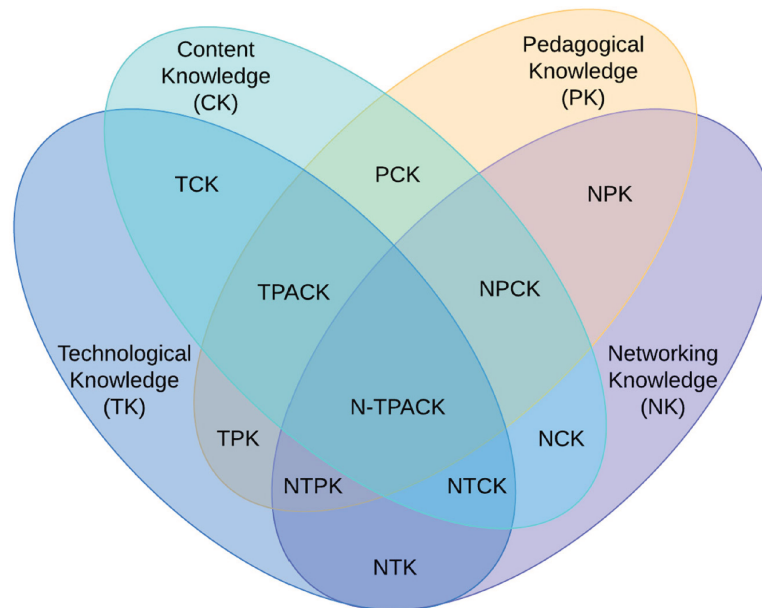 Content
Knowledge
(CK)
Pedagogical
Knowledge
(PK)
TCK
PCK
NPK
TPACK
NPCK
Technological
Knowledge
(TK)
Networking
Knowledge
(NK)
N-TPACK
TPK
NCK
NTPK
NTCK
NTK